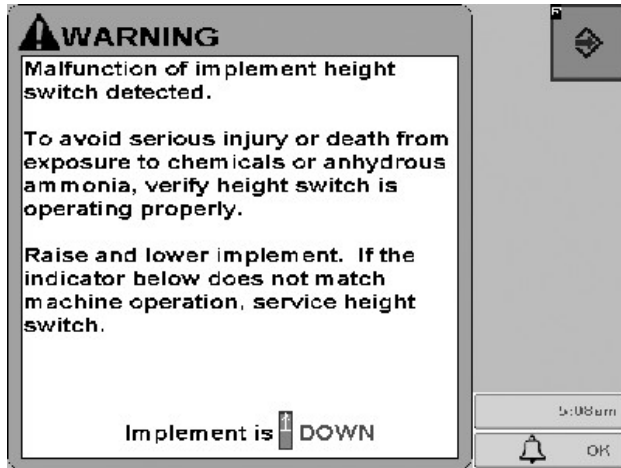 WARNING
Malfunction of implement height
switch detected.
To avoid serious injury or death from
exposure to chemicals or anhydrous
ammonia, verify height switch is
operating properly.
Raise and lower implement. If the
indicator below does not match
machine operation, service height
switch.
Implement is DOWN
5:08am
OK